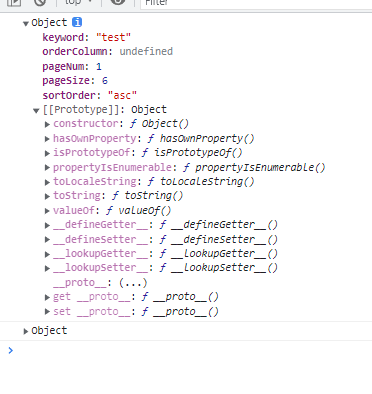 top
Filter
Object i
keyword: "test"
orderColumn: undefined
pageNum: 1
pageSize: 6
sortOrder: "asc"
[[Prototype]]: Object
constructor: ƒ Object()
hasOwnProperty: ƒ hasOwnProperty()
isPrototypeOf: ƒ isPrototypeOf()
propertyIsEnumerable: ƒ propertyIsEnumerable()
toLocaleString: ƒ toLocaleString()
toString: ƒ toString()
valueOf: ƒ valueOf()
__defineGetter__: ƒ __defineGetter__()
__defineSetter__: ƒ __defineSetter__()
__lookupGetter__: ƒ __lookupGetter__()
__lookupSetter__: ƒ __lookupSetter__()
__proto__: (...)
get __proto__: ƒ __proto__()
set __proto__: ƒ __proto__()
Object